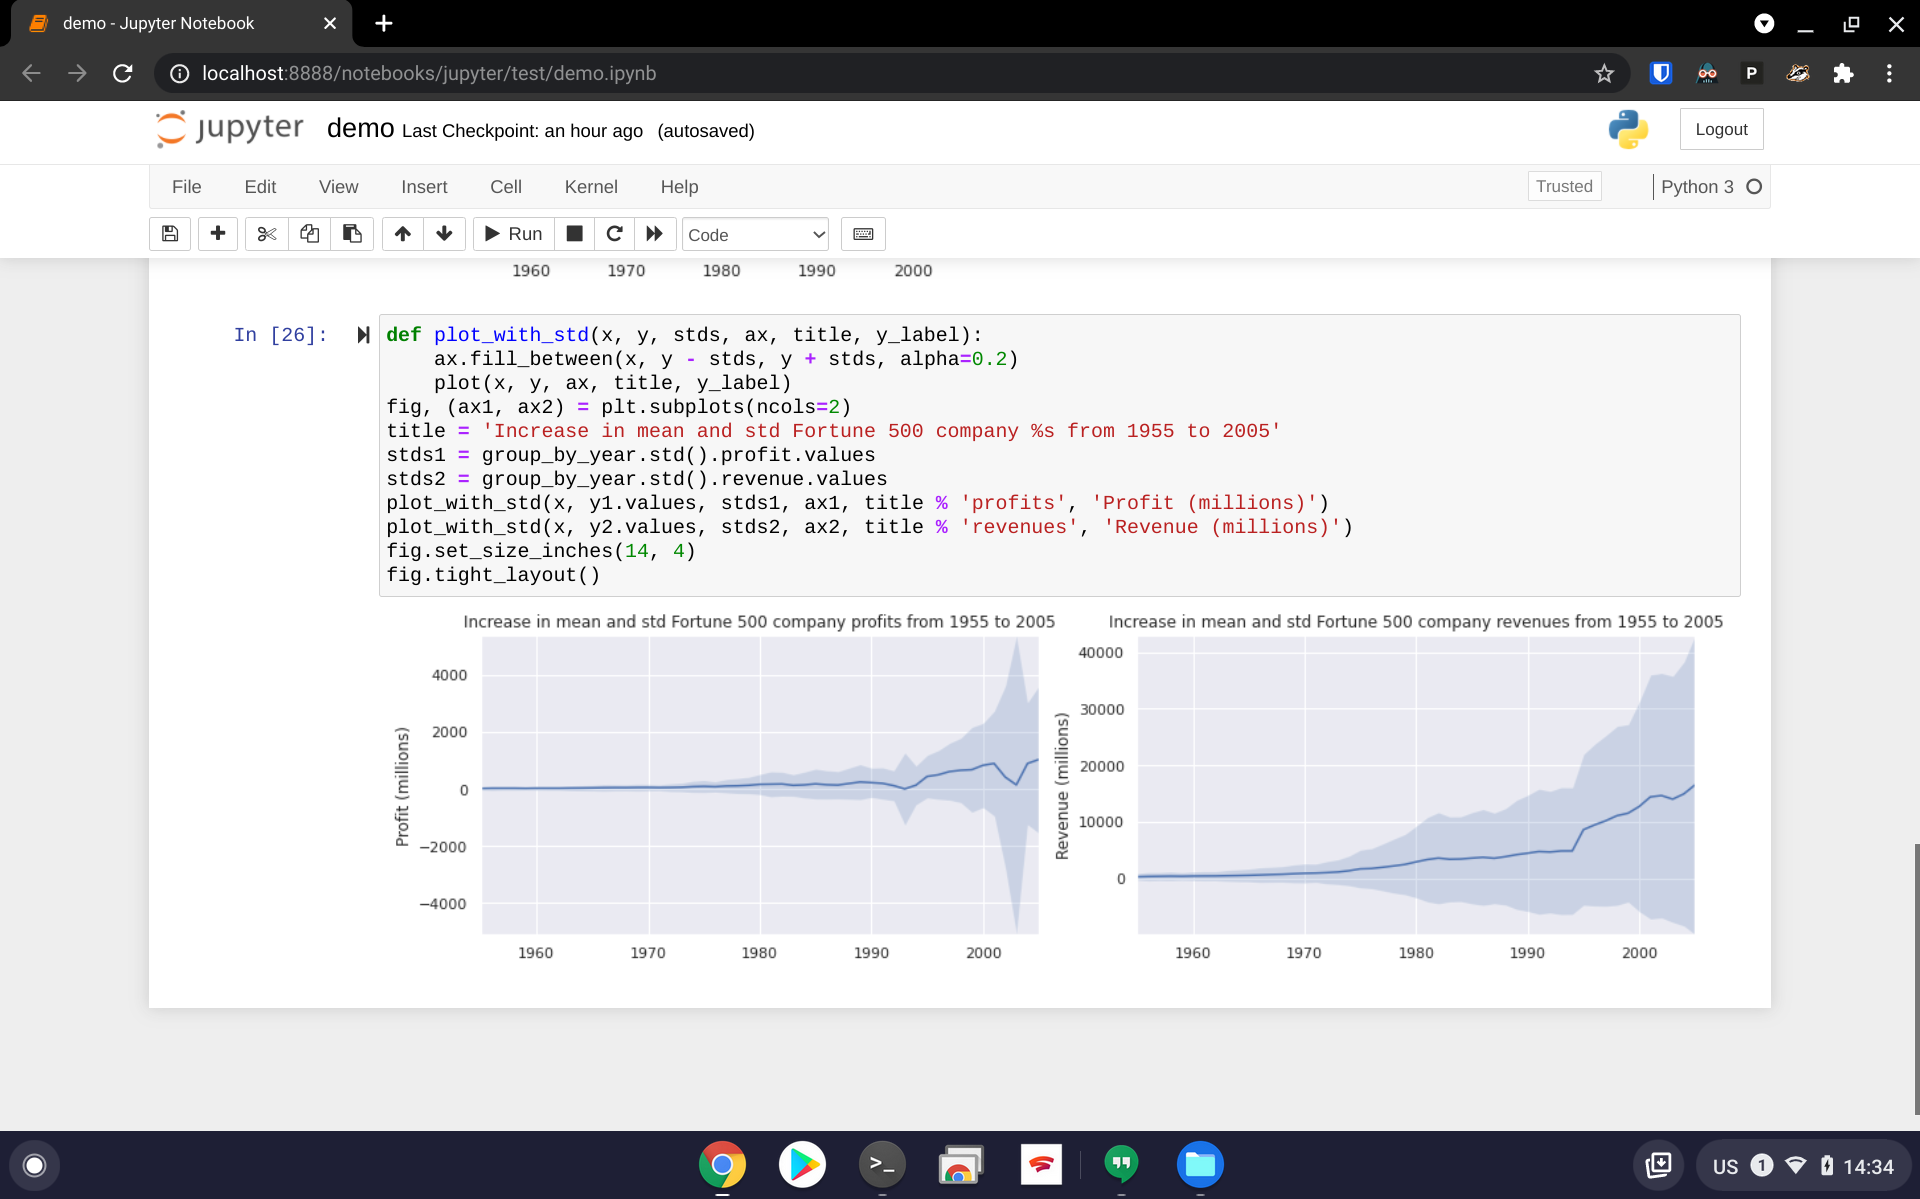 demo - Jupyter Notebook
localhost:8888/notebooks/jupyter/test/demo.ipynb
P
jupyter demo Last Checkpoint: an hour ago (autosaved)
Logout
File Edit View Insert Cell Kernel Help
Trusted
Python 3
Run
Code
1960 1970 1980 1990 2000
In [26]:
def plot_with_std(x, y, stds, ax, title, y_label):
    ax.fill_between(x, y - stds, y + stds, alpha=0.2)
    plot(x, y, ax, title, y_label)
fig, (ax1, ax2) = plt.subplots(ncols=2)
title = 'Increase in mean and std Fortune 500 company %s from 1955 to 2005'
stds1 = group_by_year.std().profit.values
stds2 = group_by_year.std().revenue.values
plot_with_std(x, y1.values, stds1, ax1, title % 'profits', 'Profit (millions)')
plot_with_std(x, y2.values, stds2, ax2, title % 'revenues', 'Revenue (millions)')
fig.set_size_inches(14, 4)
fig.tight_layout()
Increase in mean and std Fortune 500 company profits from 1955 to 2005
Profit (millions)
4000
2000
0
−2000
−4000
1960 1970 1980 1990 2000
Increase in mean and std Fortune 500 company revenues from 1955 to 2005
Revenue (millions)
40000
30000
20000
10000
0
1960 1970 1980 1990 2000
>_
US 1 14:34